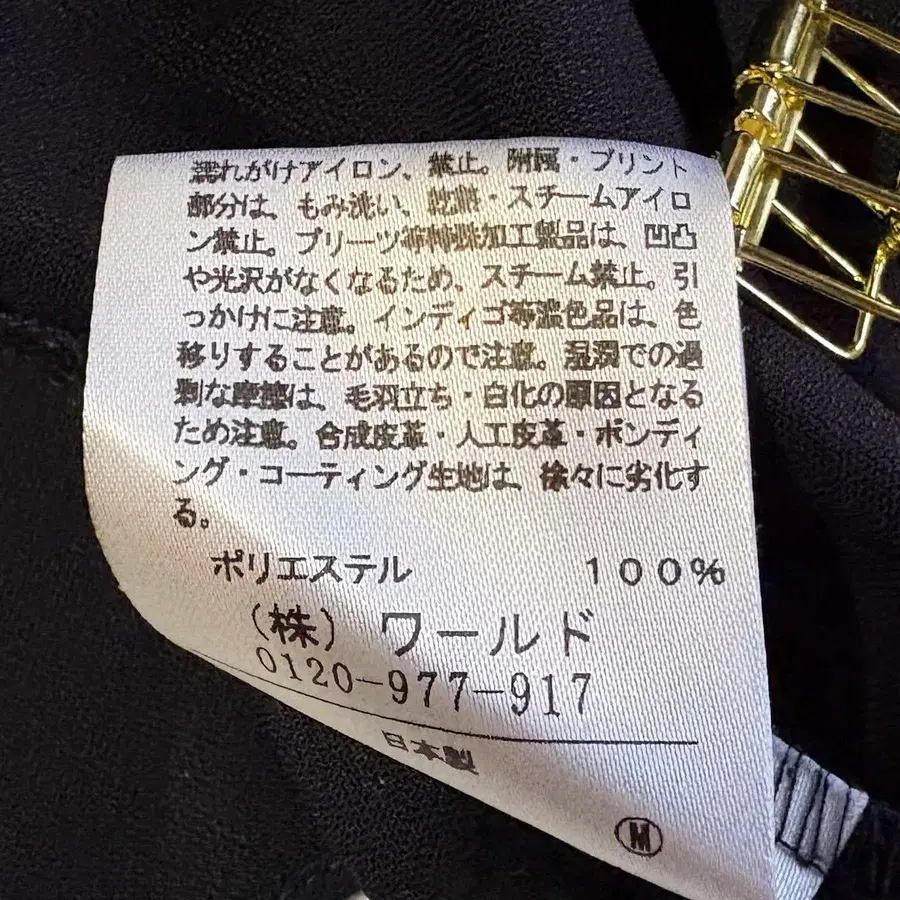 濡れがけアイロン、禁止。附属・プリント
部分は、もみ洗い、乾燥・スチームアイロ
ン禁止。プリーツ等特殊加工製品は、凹凸
や光沢がなくなるため、スチーム禁止。引
っかけに注意。インディゴ等濃色品は、色
移りすることがあるので注意。湿潤での過
剰な摩擦は、毛羽立ち・白化の原因となる
ため注意。合成皮革・人工皮革・ボンディ
ング・コーティング生地は、徐々に劣化す
る。
ポリエステル 100%
(株) ワールド
0120-977-917
日本製
M